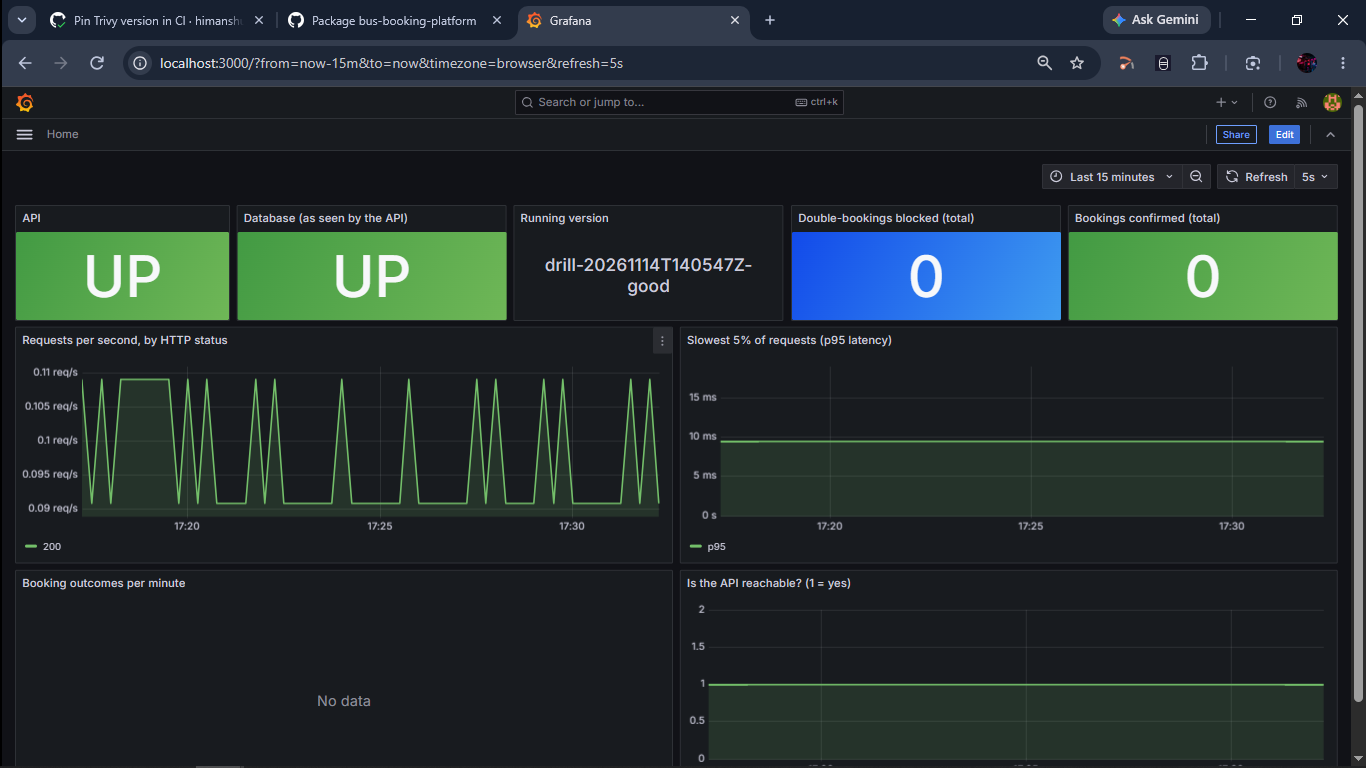 Pin Trivy version in CI · himansh
Package bus-booking-platform
Grafana
Ask Gemini
localhost:3000/?from=now-15m&to=now&timezone=browser&refresh=5s
Search or jump to...
ctrl+k
Home
Share
Edit
Last 15 minutes
Refresh
5s
API
UP
Database (as seen by the API)
UP
Running version
drill-20261114T140547Z-
good
Double-bookings blocked (total)
0
Bookings confirmed (total)
0
Requests per second, by HTTP status
0.11 req/s
0.105 req/s
0.1 req/s
0.095 req/s
0.09 req/s
17:20
17:25
17:30
200
Slowest 5% of requests (p95 latency)
15 ms
10 ms
5 ms
0 s
17:20
17:25
17:30
p95
Booking outcomes per minute
No data
Is the API reachable? (1 = yes)
2
1.5
1
0.5
0